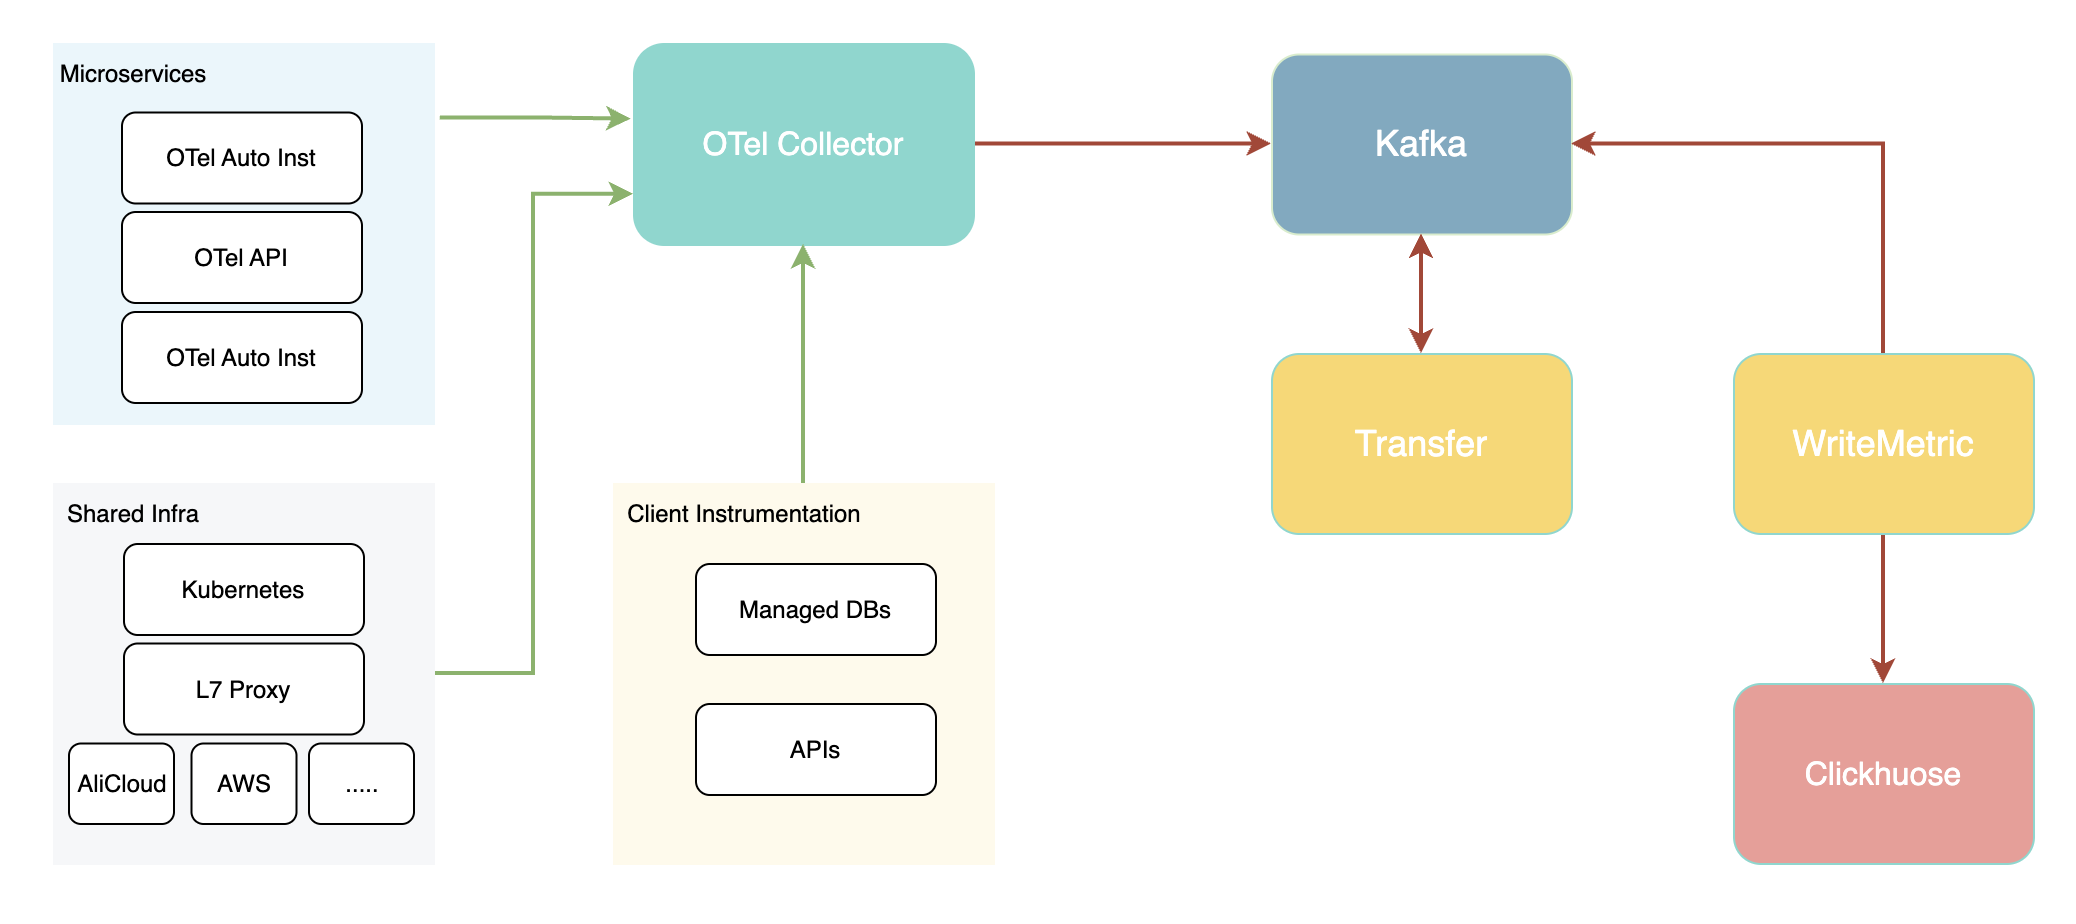 Microservices
OTel Auto Inst
OTel API
OTel Auto Inst
Shared Infra
Kubernetes
L7 Proxy
AliCloud
AWS
.....
OTel Collector
Client Instrumentation
Managed DBs
APIs
Kafka
Transfer
WriteMetric
Clickhuose